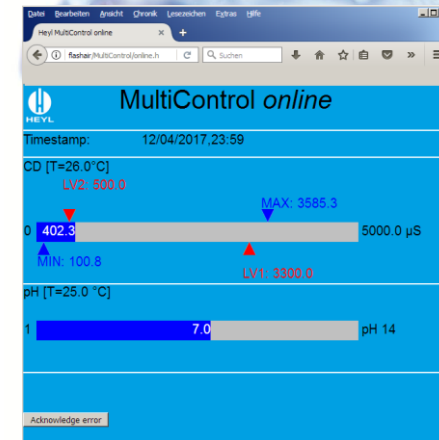 Datei Bearbeiten Ansicht Chronik Lesezeichen Extras Hilfe
Heyl MultiControl online × +
flashair/MultiControl/online.h Suchen
HEYL
MultiControl online
Timestamp: 12/04/2017,23:59
CD [T=26.0°C]
LV2: 500.0
MAX: 3585.3
0 402.3 5000.0 µS
MIN: 100.8
LV1: 3300.0
pH [T=25.0 °C]
1 7.0 pH 14
Acknowledge error